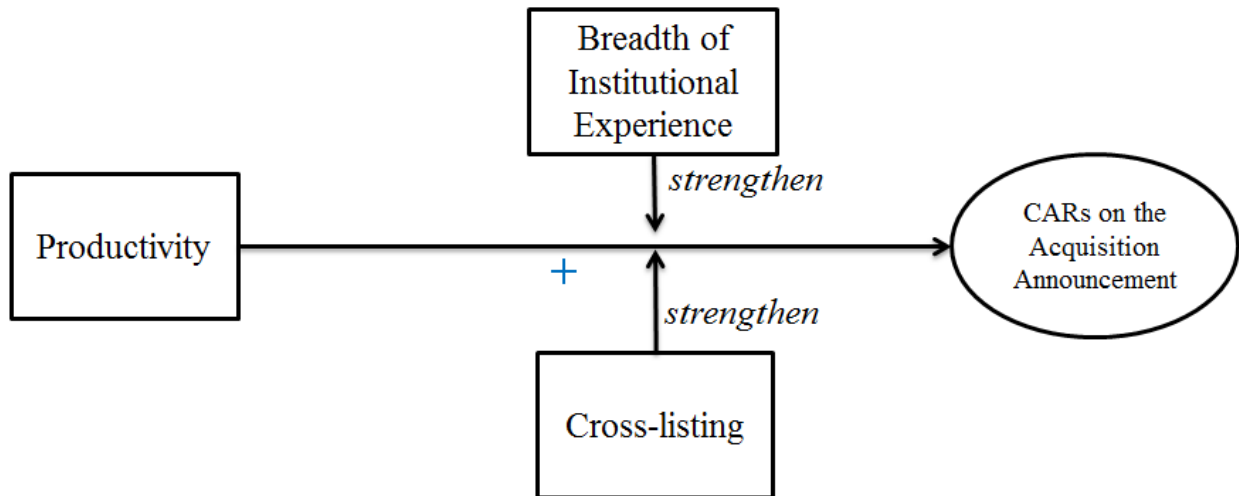 Breadth of
Institutional
Experience
strengthen
Productivity
CARs on the
Acquisition
Announcement
+
strengthen
Cross-listing